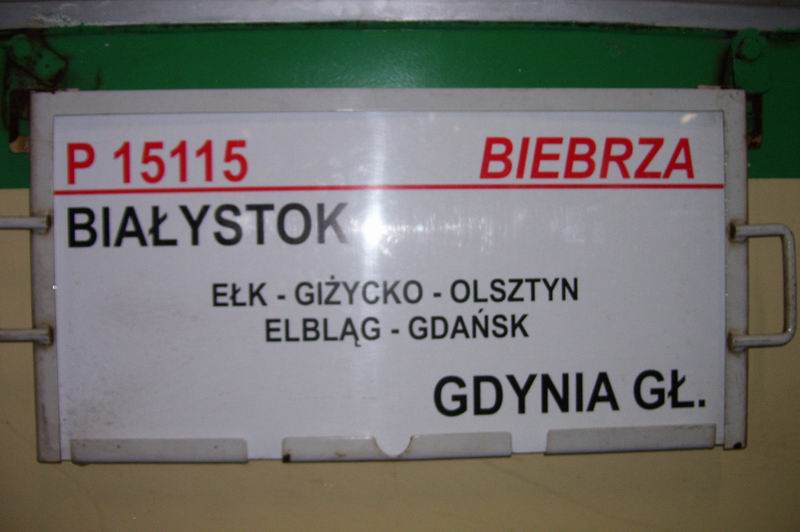 P 15115 BIEBRZA
BIAŁYSTOK
EŁK - GIŻYCKO - OLSZTYN
ELBLĄG - GDAŃSK
GDYNIA GŁ.